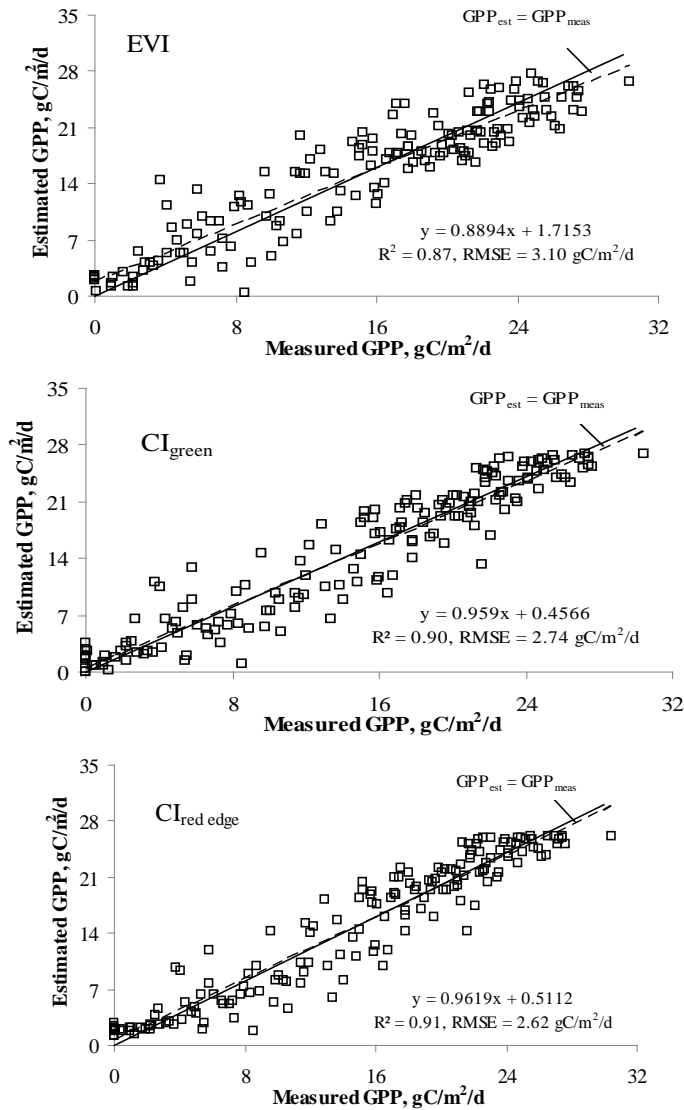 35
GPP_est = GPP_meas
EVI
28
21
14
7
0
Estimated GPP, gC/m²/d
y = 0.8894x + 1.7153
R² = 0.87, RMSE = 3.10 gC/m²/d
0 8 16 24 32
Measured GPP, gC/m²/d
35
GPP_est = GPP_meas
CI_green
28
21
14
7
0
Estimated GPP, gC/m²/d
y = 0.959x + 0.4566
R² = 0.90, RMSE = 2.74 gC/m²/d
0 8 16 24 32
Measured GPP, gC/m²/d
35
GPP_est = GPP_meas
CI_red edge
28
21
14
7
0
Estimated GPP, gC/m²/d
y = 0.9619x + 0.5112
R² = 0.91, RMSE = 2.62 gC/m²/d
0 8 16 24 32
Measured GPP, gC/m²/d